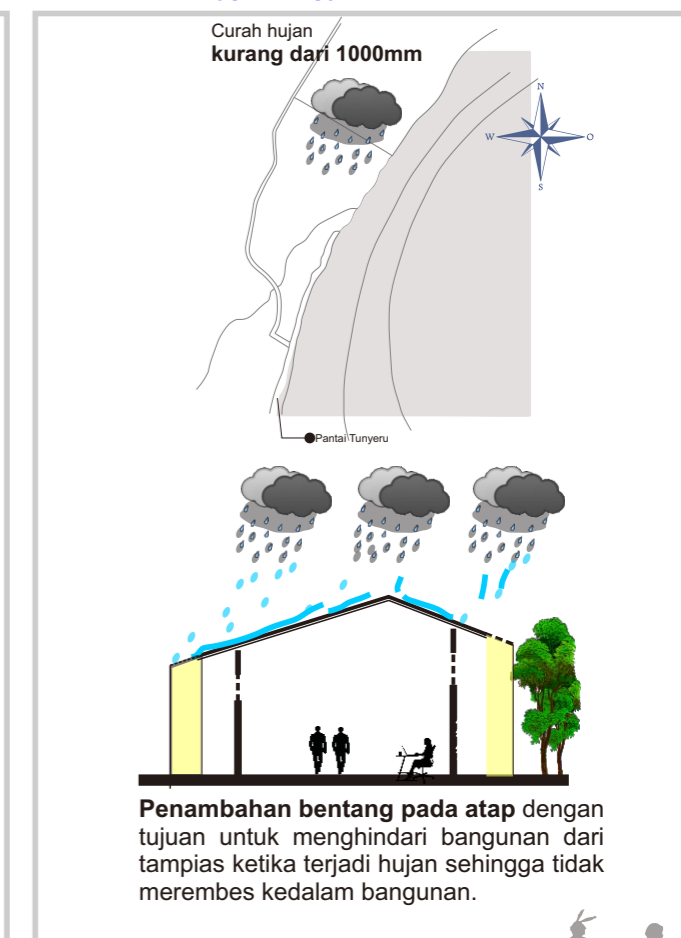 Curah hujan
kurang dari 1000mm
N
W
O
S
Pantai Tunyeru
Penambahan bentang pada atap dengan
tujuan untuk menghindari bangunan dari
tampias ketika terjadi hujan sehingga tidak
merembes kedalam bangunan.